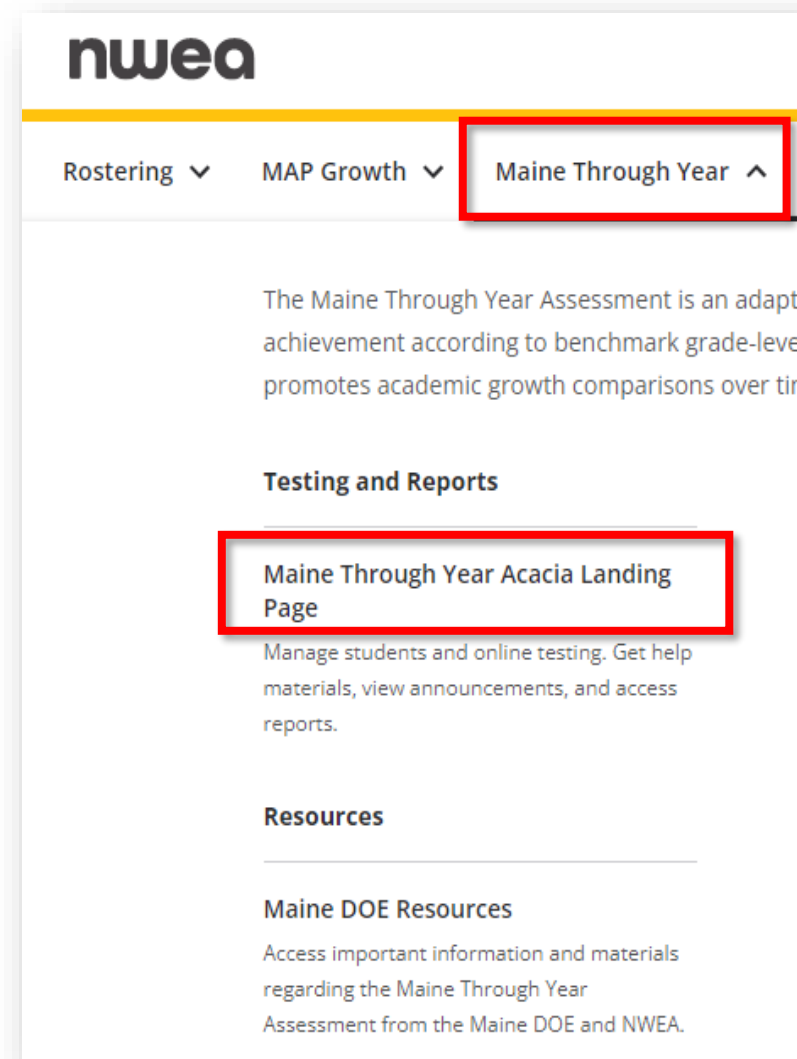 nwea
Rostering MAP Growth Maine Through Year
The Maine Through Year Assessment is an adapt
achievement according to benchmark grade-leve
promotes academic growth comparisons over
Testing and Reports
Maine Through Year Acacia Landing
Page
Manage students and online testing. Get help
materials, view announcements, and access
reports.
Resources
Maine DOE Resources
Access important information and materials
regarding the Maine Through Year
Assessment from the Maine DOE and NWEA.